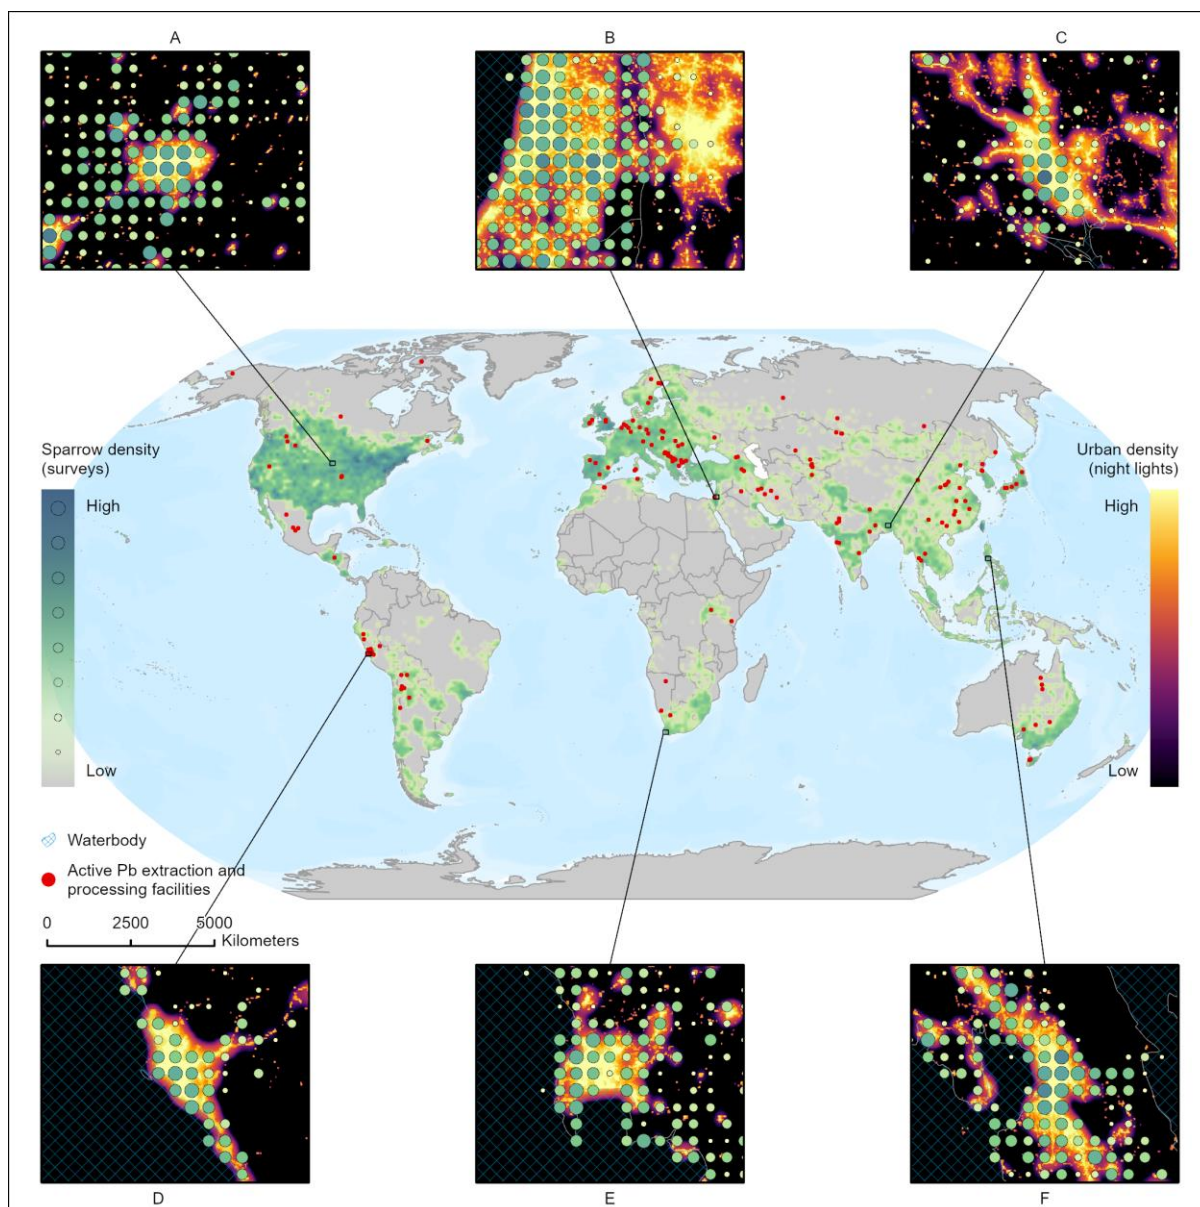 A
B
C
Sparrow density
(surveys)
High
Low
Urban density
(night lights)
High
Low
Waterbody
Active Pb extraction and
processing facilities
0 2500 5000
Kilometers
D
E
F